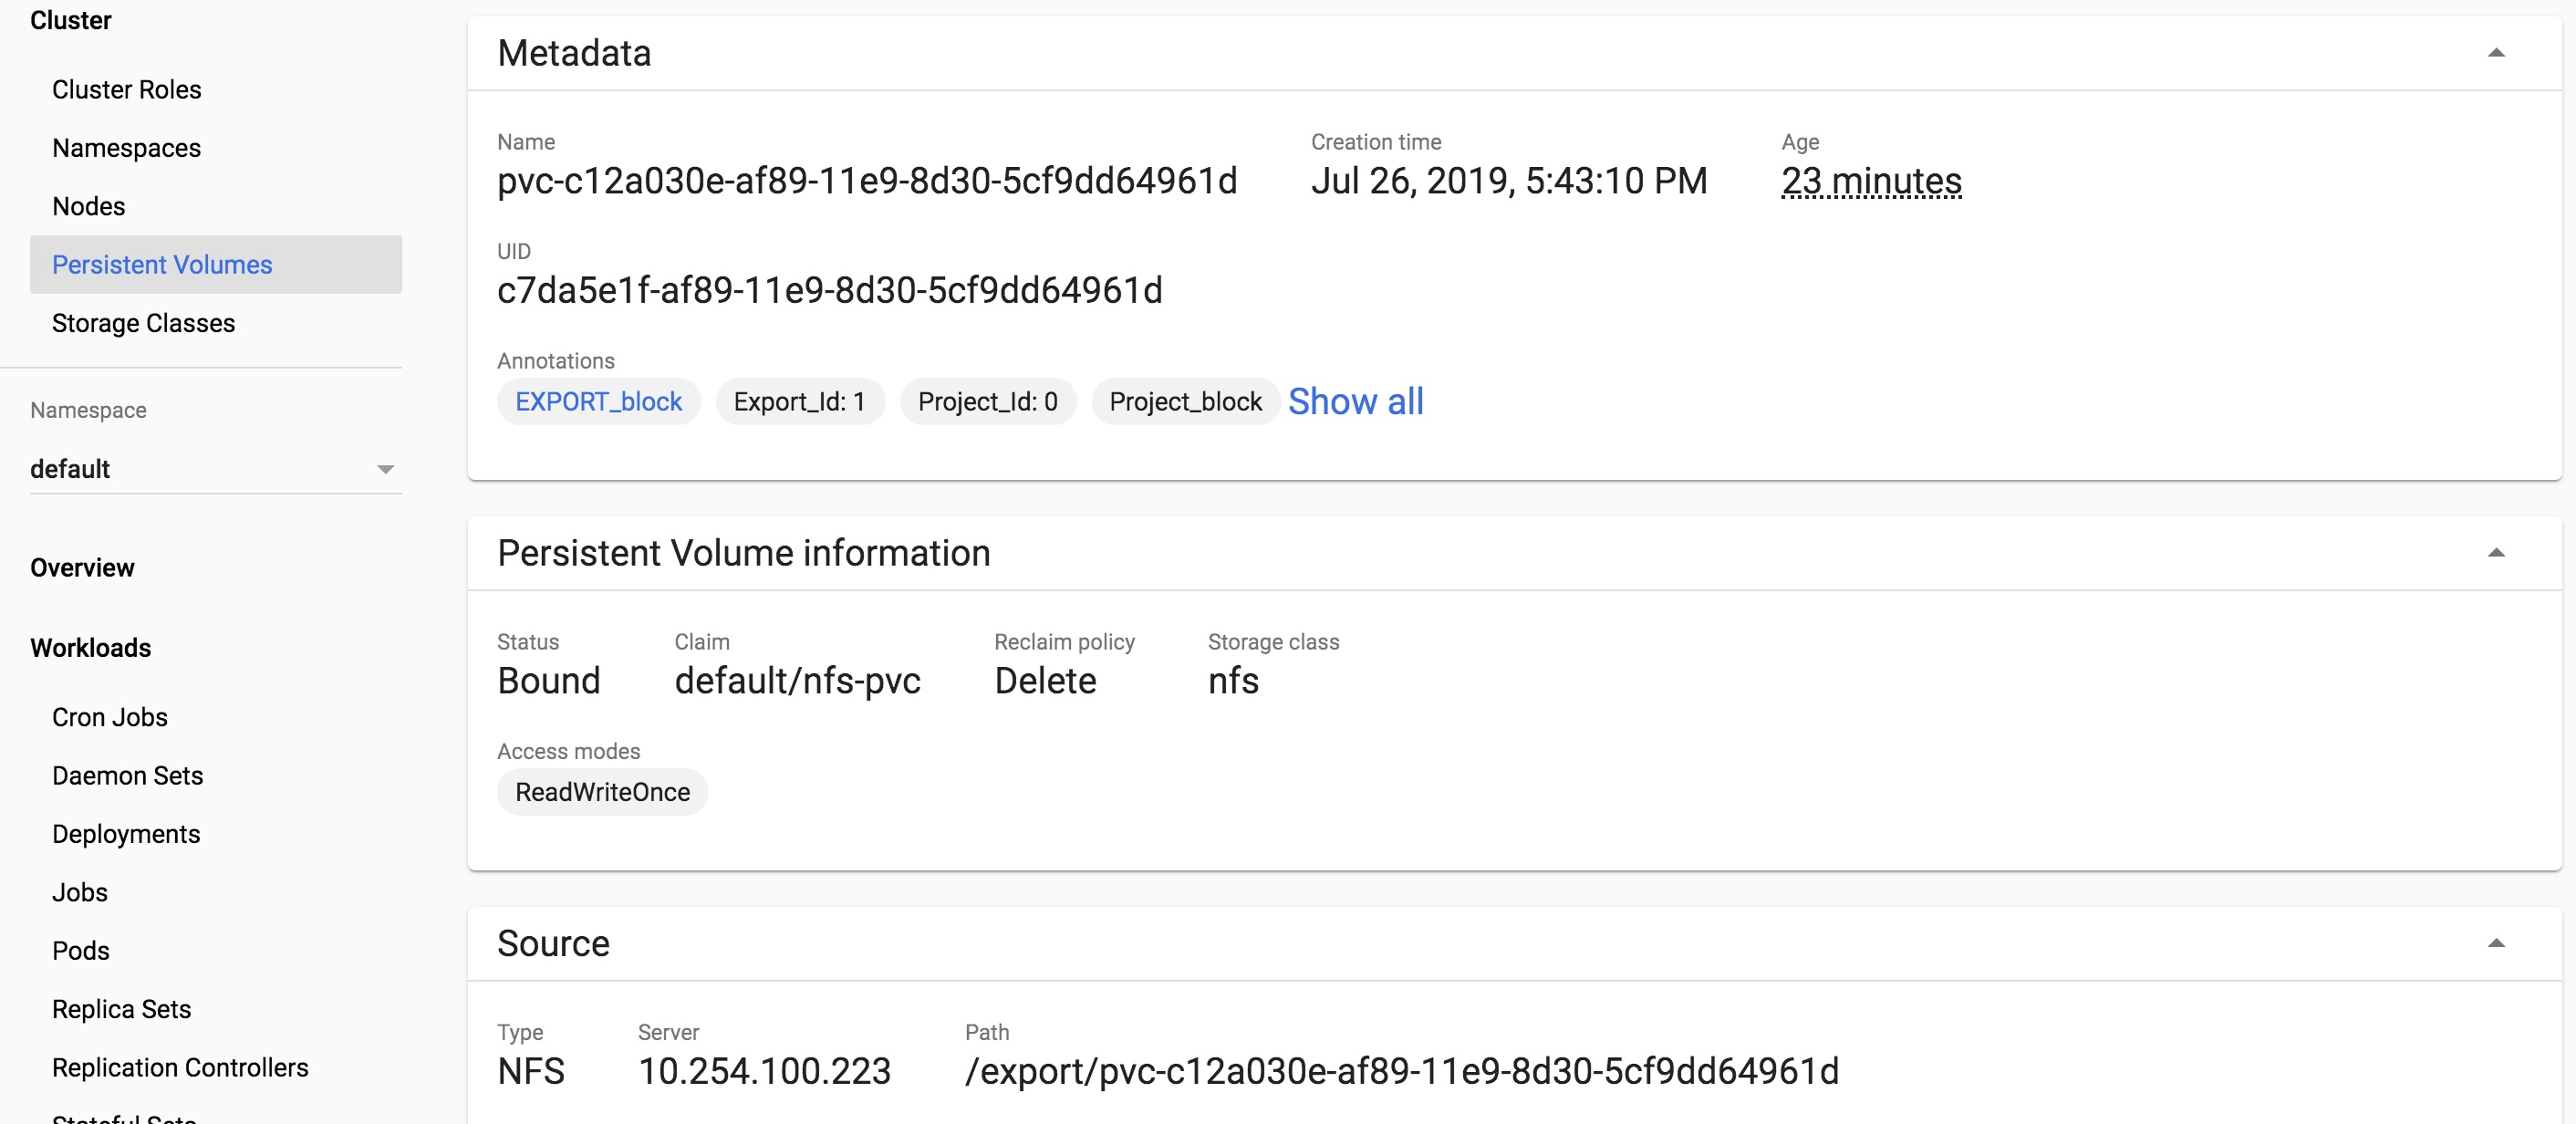 Cluster
Cluster Roles
Namespaces
Nodes
Persistent Volumes
Storage Classes
Namespace
default
Overview
Workloads
Cron Jobs
Daemon Sets
Deployments
Jobs
Pods
Replica Sets
Replication Controllers
Stateful Sets
Metadata
Name
pvc-c12a030e-af89-11e9-8d30-5cf9dd64961d
Creation time
Jul 26, 2019, 5:43:10 PM
Age
23 minutes
UID
c7da5e1f-af89-11e9-8d30-5cf9dd64961d
Annotations
EXPORT_block Export_Id: 1 Project_Id: 0 Project_block Show all
Persistent Volume information
Status
Bound
Claim
default/nfs-pvc
Reclaim policy
Delete
Storage class
nfs
Access modes
ReadWriteOnce
Source
Type
NFS
Server
10.254.100.223
Path
/export/pvc-c12a030e-af89-11e9-8d30-5cf9dd64961d